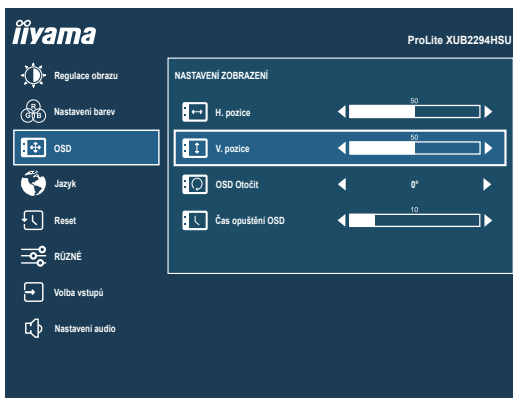 iiyama
ProLite XUB2294HSU
Regulace obrazu
Nastavení barev
R
G B
OSD
Jazyk
Reset
RŮZNÉ
Volba vstupů
Nastavení audio
NASTAVENÍ ZOBRAZENÍ
H. pozice
50
V. pozice
50
OSD Otočit
0°
Čas opuštění OSD
10